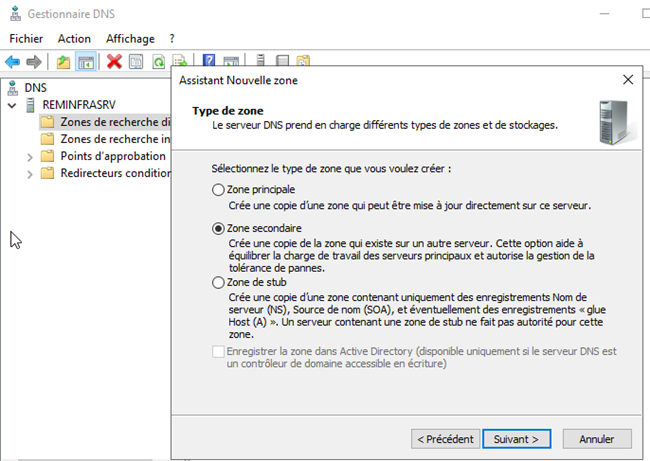 Gestionnaire DNS
Fichier Action Affichage ?
DNS
REMINFRASRV
Zones de recherche di
Zones de recherche in
Points d'approbation
Redirecteurs condition
Assistant Nouvelle zone
Type de zone
Le serveur DNS prend en charge différents types de zones et de stockages.
Sélectionnez le type de zone que vous voulez créer :
Zone principale
Crée une copie d'une zone qui peut être mise à jour directement sur ce serveur.
Zone secondaire
Crée une copie de la zone qui existe sur un autre serveur. Cette option aide à
équilibrer la charge de travail des serveurs principaux et autorise la gestion de la
tolérance de pannes.
Zone de stub
Crée une copie d'une zone contenant uniquement des enregistrements Nom de
serveur (NS), Source de nom (SOA), et éventuellement des enregistrements « glue
Host (A) ». Un serveur contenant une zone de stub ne fait pas autorité pour cette
zone.
Enregistrer la zone dans Active Directory (disponible uniquement si le serveur DNS est
un contrôleur de domaine accessible en écriture)
< Précédent Suivant > Annuler